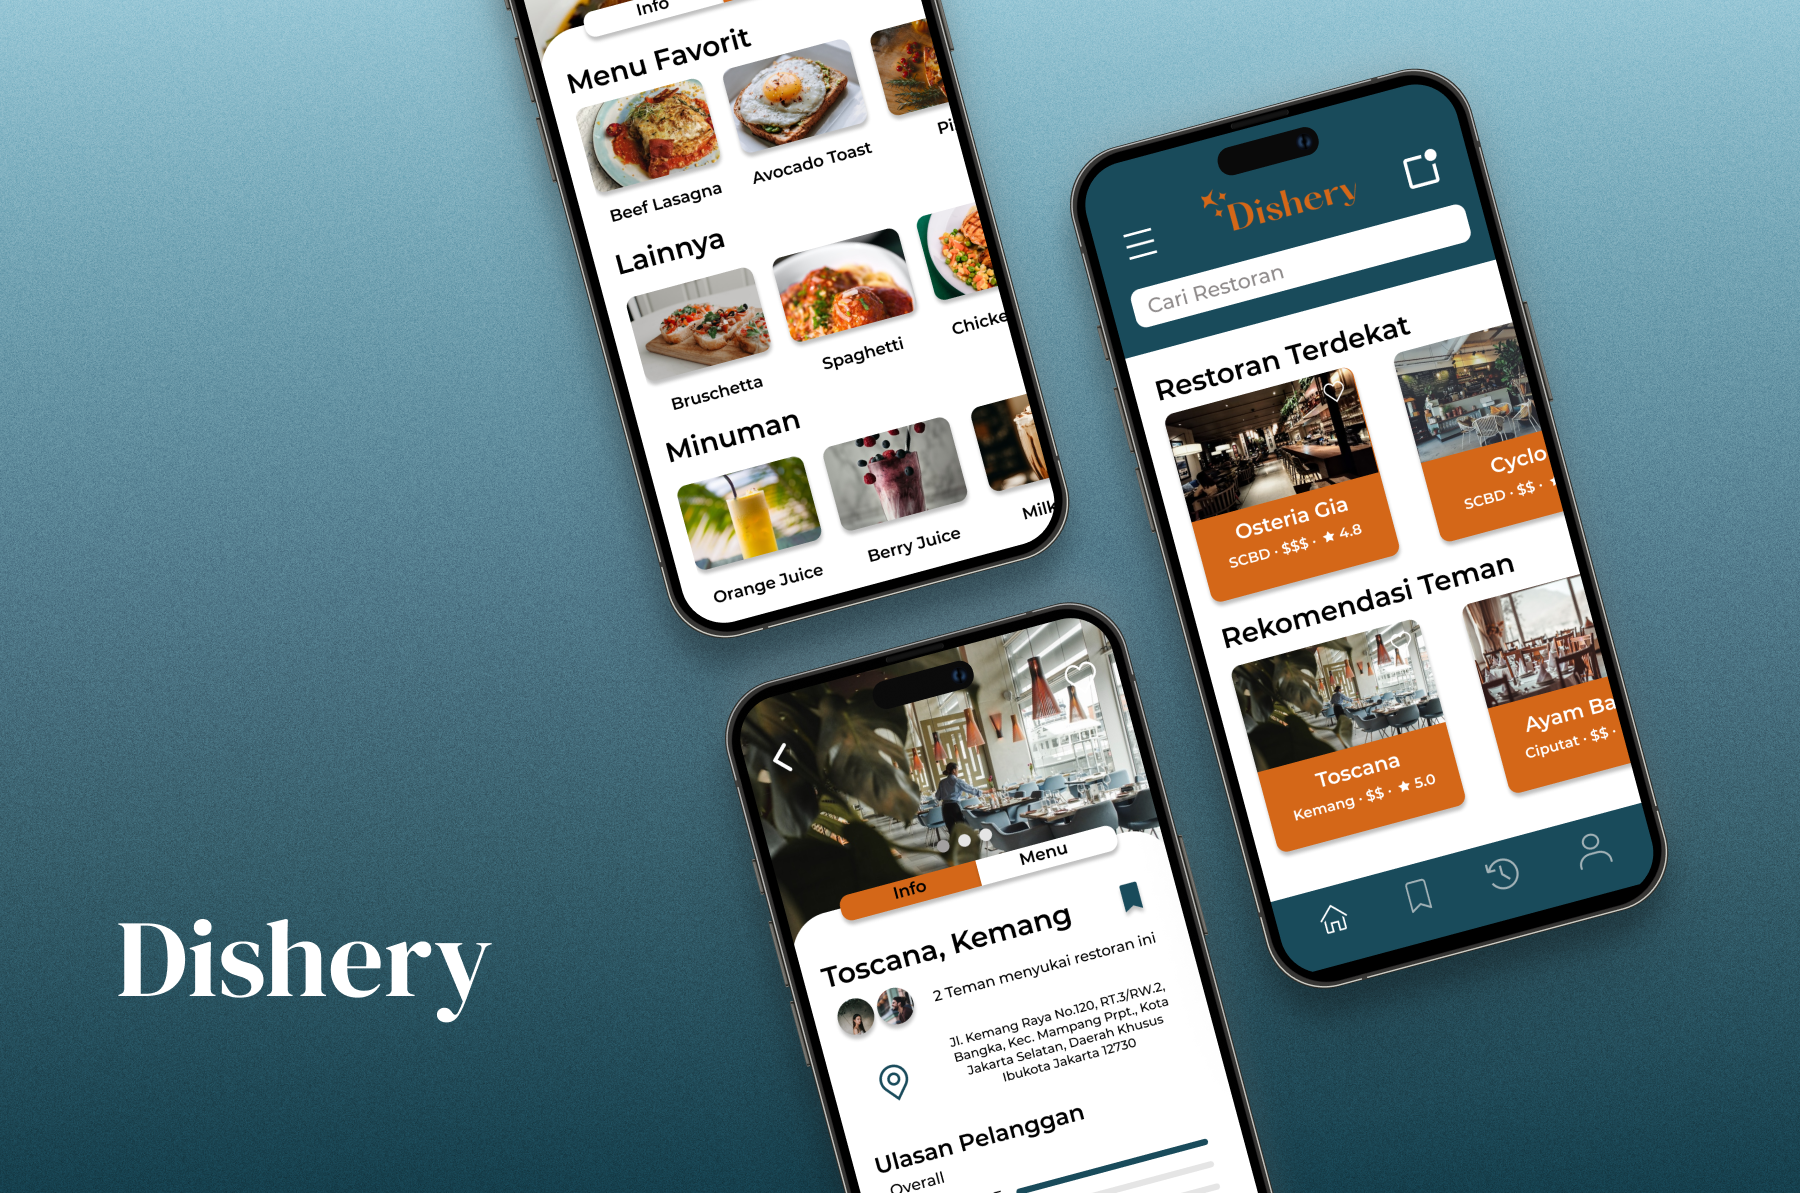 Info
Menu Favorit
Beef Lasagna
Avocado Toast
Pi
Lainnya
Bruschetta
Spaghetti
Chicke
Minuman
Orange Juice
Berry Juice
Milk
Dishery
Cari Restoran
Restoran Terdekat
Osteria Gia
SCBD · $$$ · ★ 4.8
Cyclo
SCBD · $$ · ★
Rekomendasi Teman
Toscana
Kemang · $$ · ★ 5.0
Ayam Ba
Ciputat · $$ ·
Info
Menu
Toscana, Kemang
2 Teman menyukai restoran ini
Jl. Kemang Raya No.120, RT.3/RW.2,
Bangka, Kec. Mampang Prpt., Kota
Jakarta Selatan, Daerah Khusus
Ibukota Jakarta 12730
Ulasan Pelanggan
Overall
Dishery